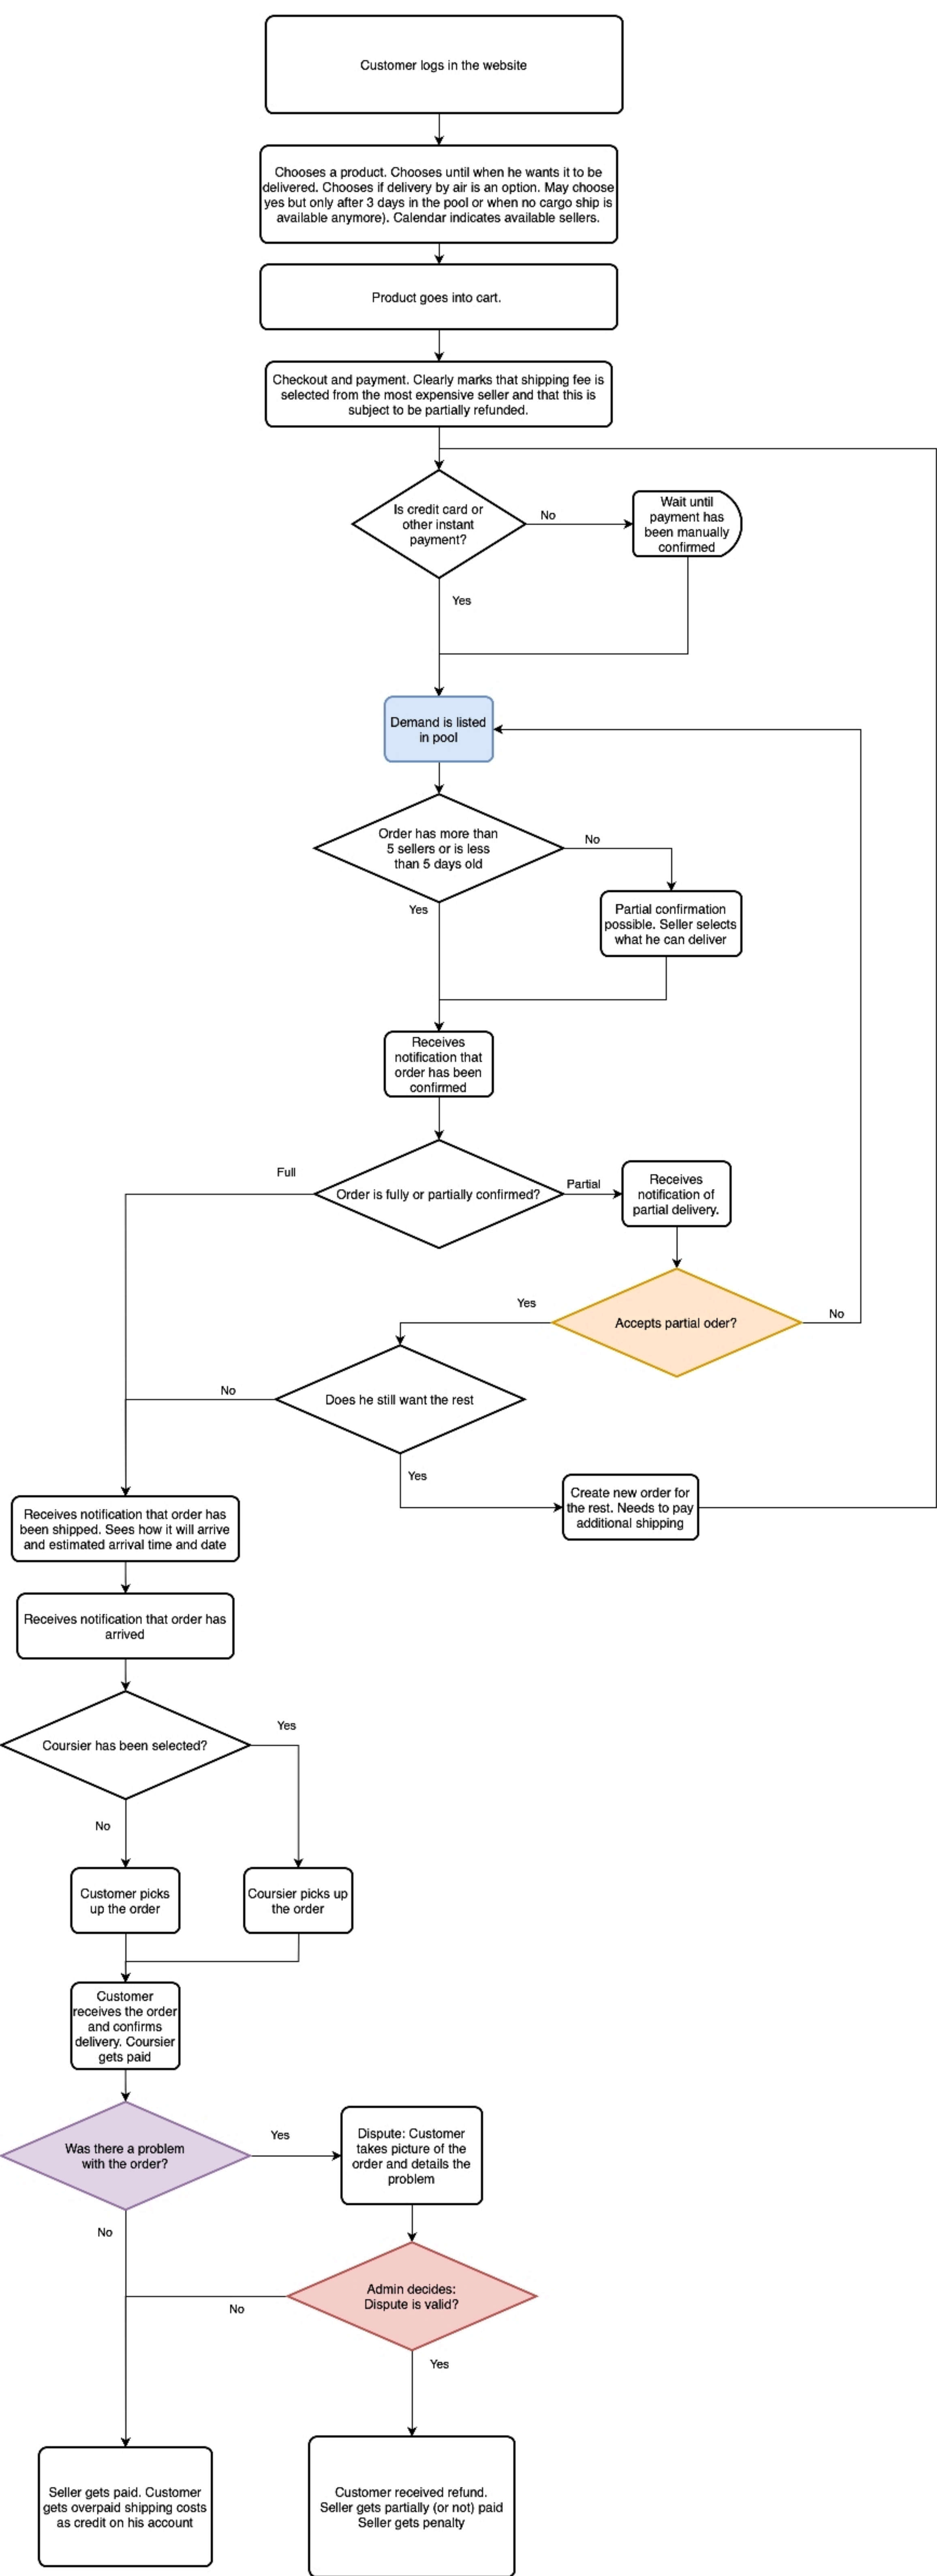 Customer logs in the website
Chooses a product. Chooses until when he wants it to be
delivered. Chooses if delivery by air is an option. May choose
yes but only after 3 days in the pool or when no cargo ship is
available anymore). Calendar indicates available sellers.
Product goes into cart.
Checkout and payment. Clearly marks that shipping fee is
selected from the most expensive seller and that this is
subject to be partially refunded.
Is credit card or
other instant
payment?
No
Wait until
payment has
been manually
confirmed
Yes
Demand is listed
in pool
Order has more than
5 sellers or is less
than 5 days old
No
Yes
Partial confirmation
possible. Seller selects
what he can deliver
Receives
notification that
order has been
confirmed
Full
Order is fully or partially confirmed?
Partial
Receives
notification of
partial delivery.
Yes
Accepts partial oder?
No
No
Does he still want the rest
Yes
Create new order for
the rest. Needs to pay
additional shipping
Receives notification that order has
been shipped. Sees how it will arrive
and estimated arrival time and date
Receives notification that order has
arrived
Coursier has been selected?
Yes
No
Customer picks
up the order
Coursier picks up
the order
Customer
receives the order
and confirms
delivery. Coursier
gets paid
Was there a problem
with the order?
Yes
Dispute: Customer
takes picture of the
order and details the
problem
No
Admin decides:
Dispute is valid?
No
Yes
Seller gets paid. Customer
gets overpaid shipping costs
as credit on his account
Customer received refund.
Seller gets partially (or not) paid
Seller gets penalty